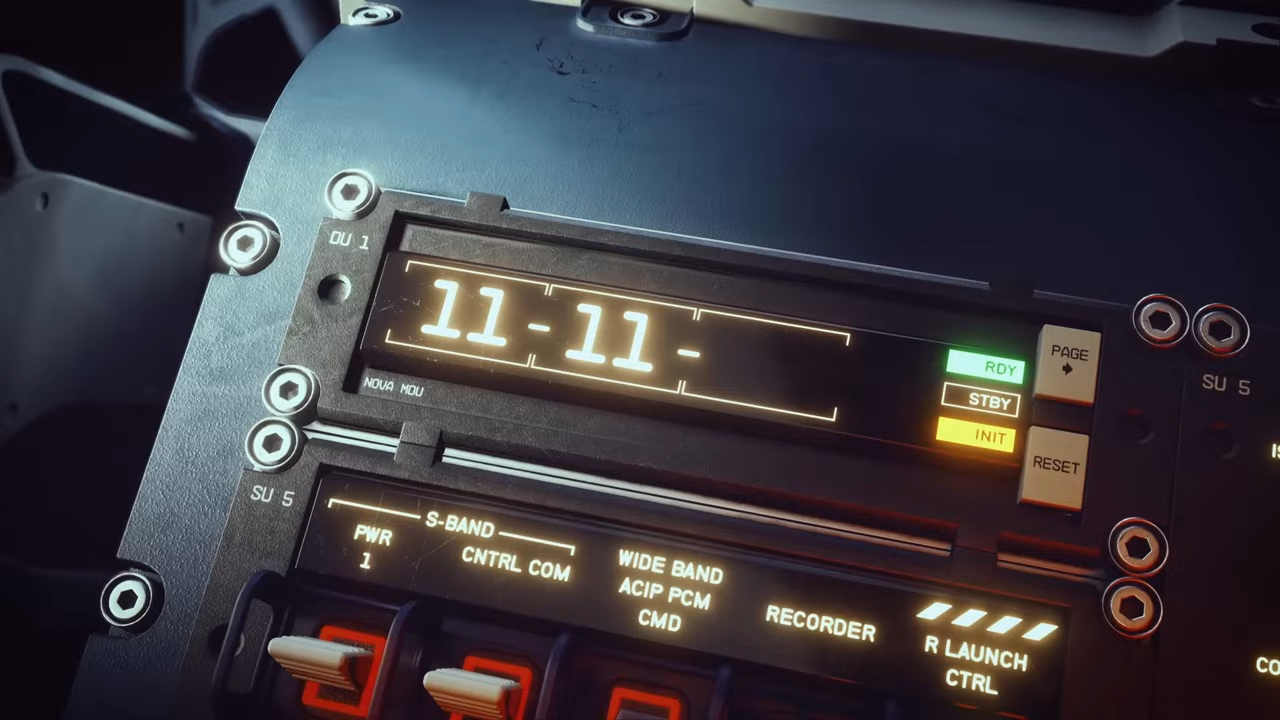 DU 1
11-11-
RDY
STBY
INIT
PAGE
RESET
NOVA MOU
SU 5
SU 5
S-BAND
PWR
1
CNTRL COM
WIDE BAND
ACIP PCM
CMD
RECORDER
R LAUNCH
CTRL